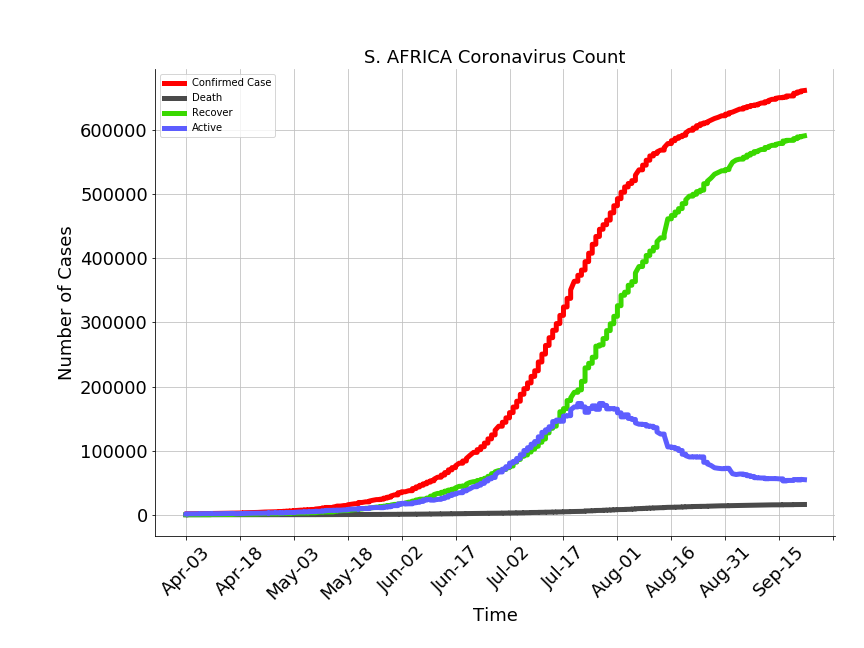 S. AFRICA Coronavirus Count
Confirmed Case
Death
Recover
Active
Number of Cases
600000
500000
400000
300000
200000
100000
0
Apr-03
Apr-18
May-03
May-18
Jun-02
Jun-17
Jul-02
Jul-17
Aug-01
Aug-16
Aug-31
Sep-15
Time